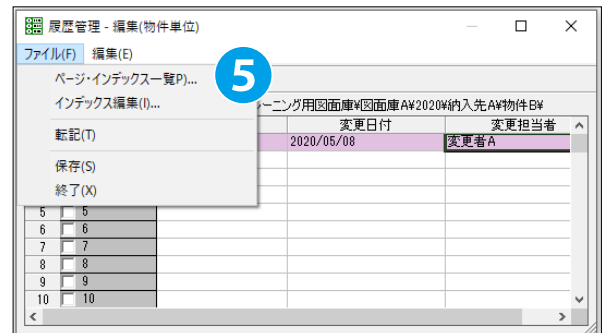 履歴管理 - 編集(物件単位)
ファイル(F) 編集(E)
ページ・インデックス一覧P)...
インデックス編集(I)...
転記(T)
保存(S)
終了(X)
5
ーニング用図面庫¥図面庫A¥2020¥納入先A¥物件B¥
変更日付 変更担当者
2020/05/08 変更者A
5 5
6 6
7 7
8 8
9 9
10 10